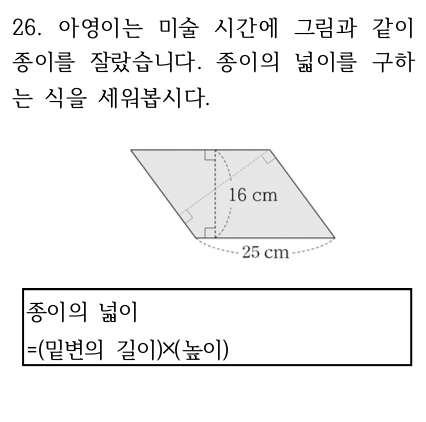 26. 아영이는 미술 시간에 그림과 같이
종이를 잘랐습니다. 종이의 넓이를 구하
는 식을 세워봅시다.
16 cm
25 cm
종이의 넓이
=(밑변의 길이)×(높이)